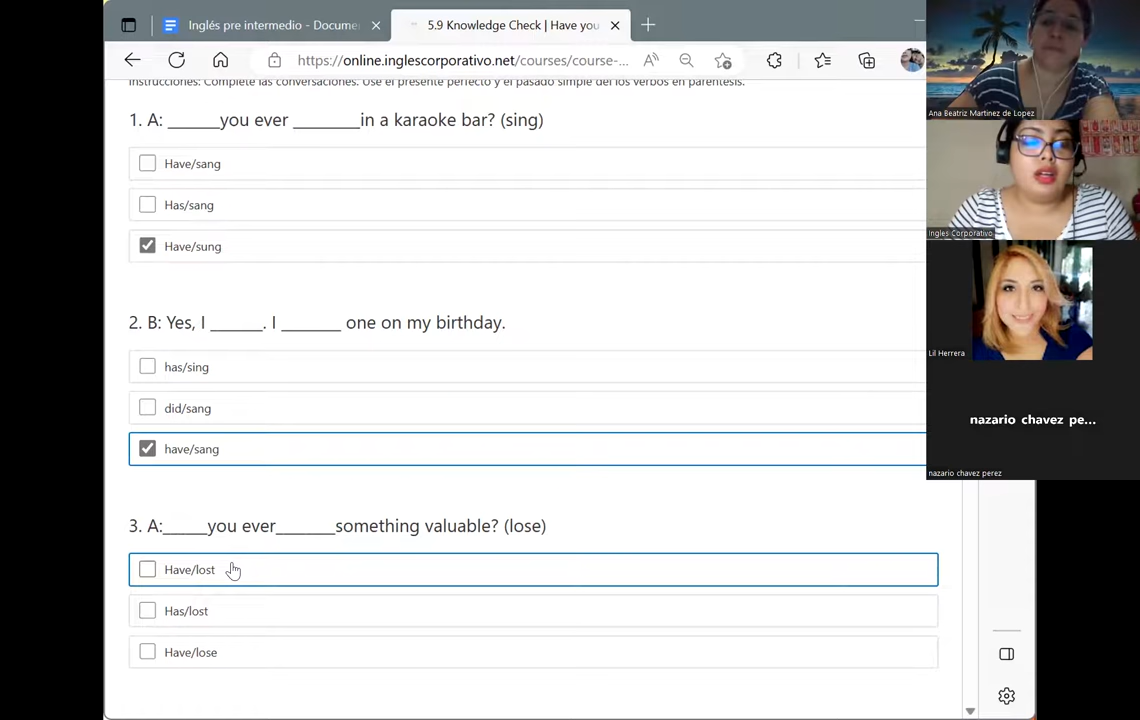 Inglés pre intermedio - Docume
5.9 Knowledge Check | Have you
https://online.inglescorporativo.net/courses/course-...
Instrucciones: Complete las conversaciones. Use el presente perfecto y el pasado simple del los verbos en paréntesis.
1. A: ______you ever ________in a karaoke bar? (sing)
Have/sang
Has/sang
Have/sung
2. B: Yes, I ______. I _______ one on my birthday.
has/sing
did/sang
have/sang
3. A:_____you ever_______something valuable? (lose)
Have/lost
Has/lost
Have/lose
Ana Beatriz Martinez de Lopez
Ingles Corporativo
Lil Herrera
nazario chavez pe...
nazario chavez perez